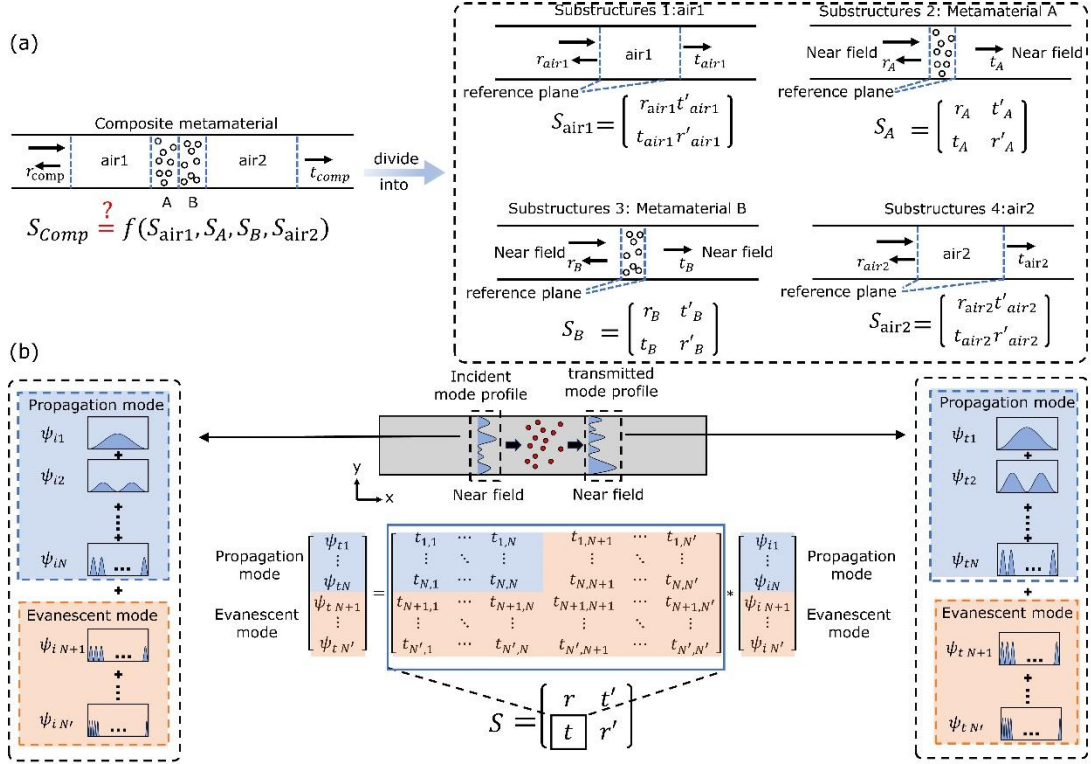 (a)
Composite metamaterial
air1
air2
r_comp
t_comp
A
B
?
S_Comp = f(S_air1, S_A, S_B, S_air2)
divide
into
Substructures 1:air1
r_air1
air1
t_air1
reference plane
S_air1 = ( r_air1 t'_air1
t_air1 r'_air1 )
Substructures 2: Metamaterial A
Near field
r_A
t_A
Near field
reference plane
S_A = ( r_A t'_A
t_A r'_A )
Substructures 3: Metamaterial B
Near field
r_B
t_B
Near field
reference plane
S_B = ( r_B t'_B
t_B r'_B )
Substructures 4:air2
r_air2
air2
t_air2
reference plane
S_air2 = ( r_air2 t'_air2
t_air2 r'_air2 )
(b)
Propagation mode
ψ_i1
+
ψ_i2
+
⋮
+
ψ_iN
...
+
Evanescent mode
ψ_i N+1
...
+
⋮
+
ψ_i N'
...
Incident
mode profile
transmitted
mode profile
y
x
Near field
Near field
Propagation
mode
Evanescent
mode
[ ψ_t1 ⋮ ψ_tN ψ_t N+1 ⋮ ψ_t N' ]
=
t_1,1 ⋯ t_1,N t_1,N+1 ⋯ t_1,N'
⋮ ⋱ ⋮ ⋮ ⋱ ⋮
t_N,1 ⋯ t_N,N t_N,N+1 ⋯ t_N,N'
t_N+1,1 ⋯ t_N+1,N t_N+1,N+1 ⋯ t_N+1,N'
⋮ ⋱ ⋮ ⋮ ⋱ ⋮
t_N',1 ⋯ t_N',N t_N',N+1 ⋯ t_N',N'
*
[ ψ_i1 ⋮ ψ_iN ψ_i N+1 ⋮ ψ_i N' ]
Propagation
mode
Evanescent
mode
S = ( r t'
t r' )
Propagation mode
ψ_t1
+
ψ_t2
+
⋮
+
ψ_tN
...
+
Evanescent mode
ψ_t N+1
...
+
⋮
+
ψ_t N'
...